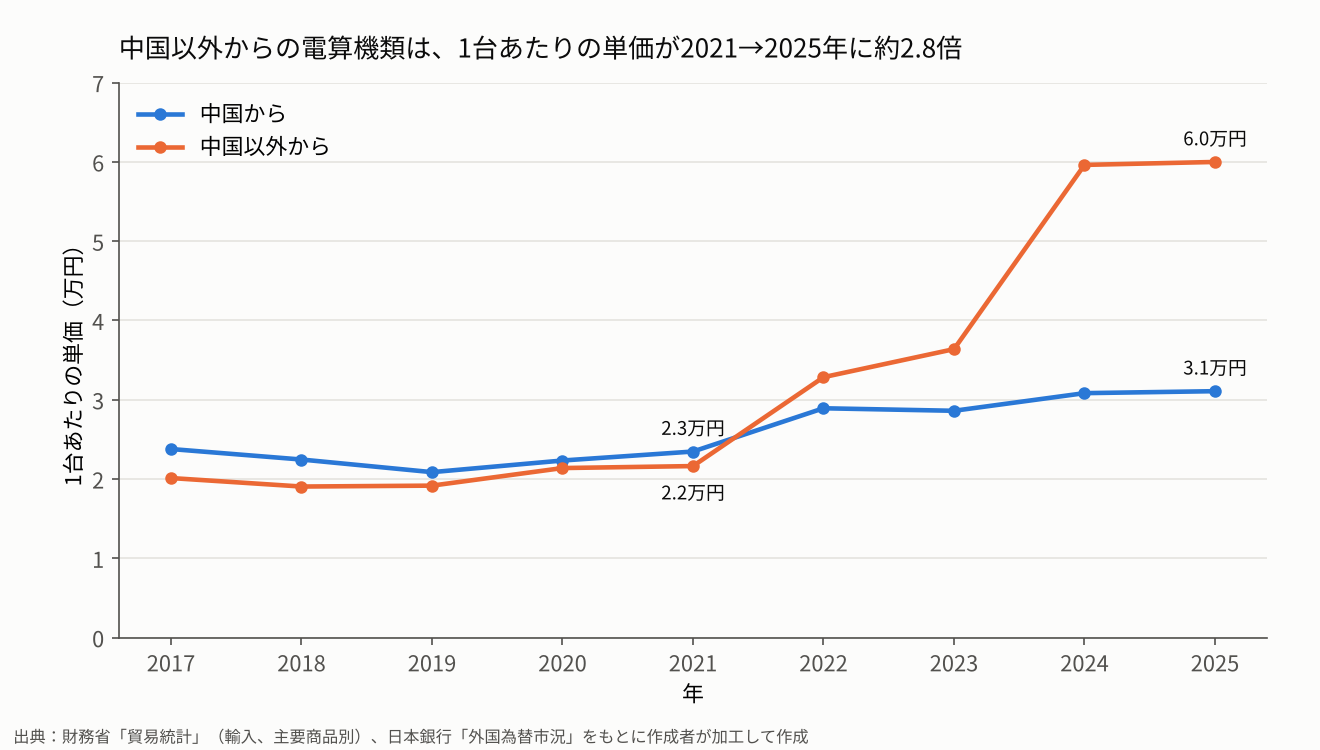 中国以外からの電算機類は、1台あたりの単価が2021→2025年に約2.8倍
7
6
5
4
3
2
1
0
1台あたりの単価（万円）
中国から
中国以外から
6.0万円
3.1万円
2.3万円
2.2万円
2017 2018 2019 2020 2021 2022 2023 2024 2025
年
出典：財務省「貿易統計」（輸入、主要商品別）、日本銀行「外国為替市況」をもとに作成者が加工して作成